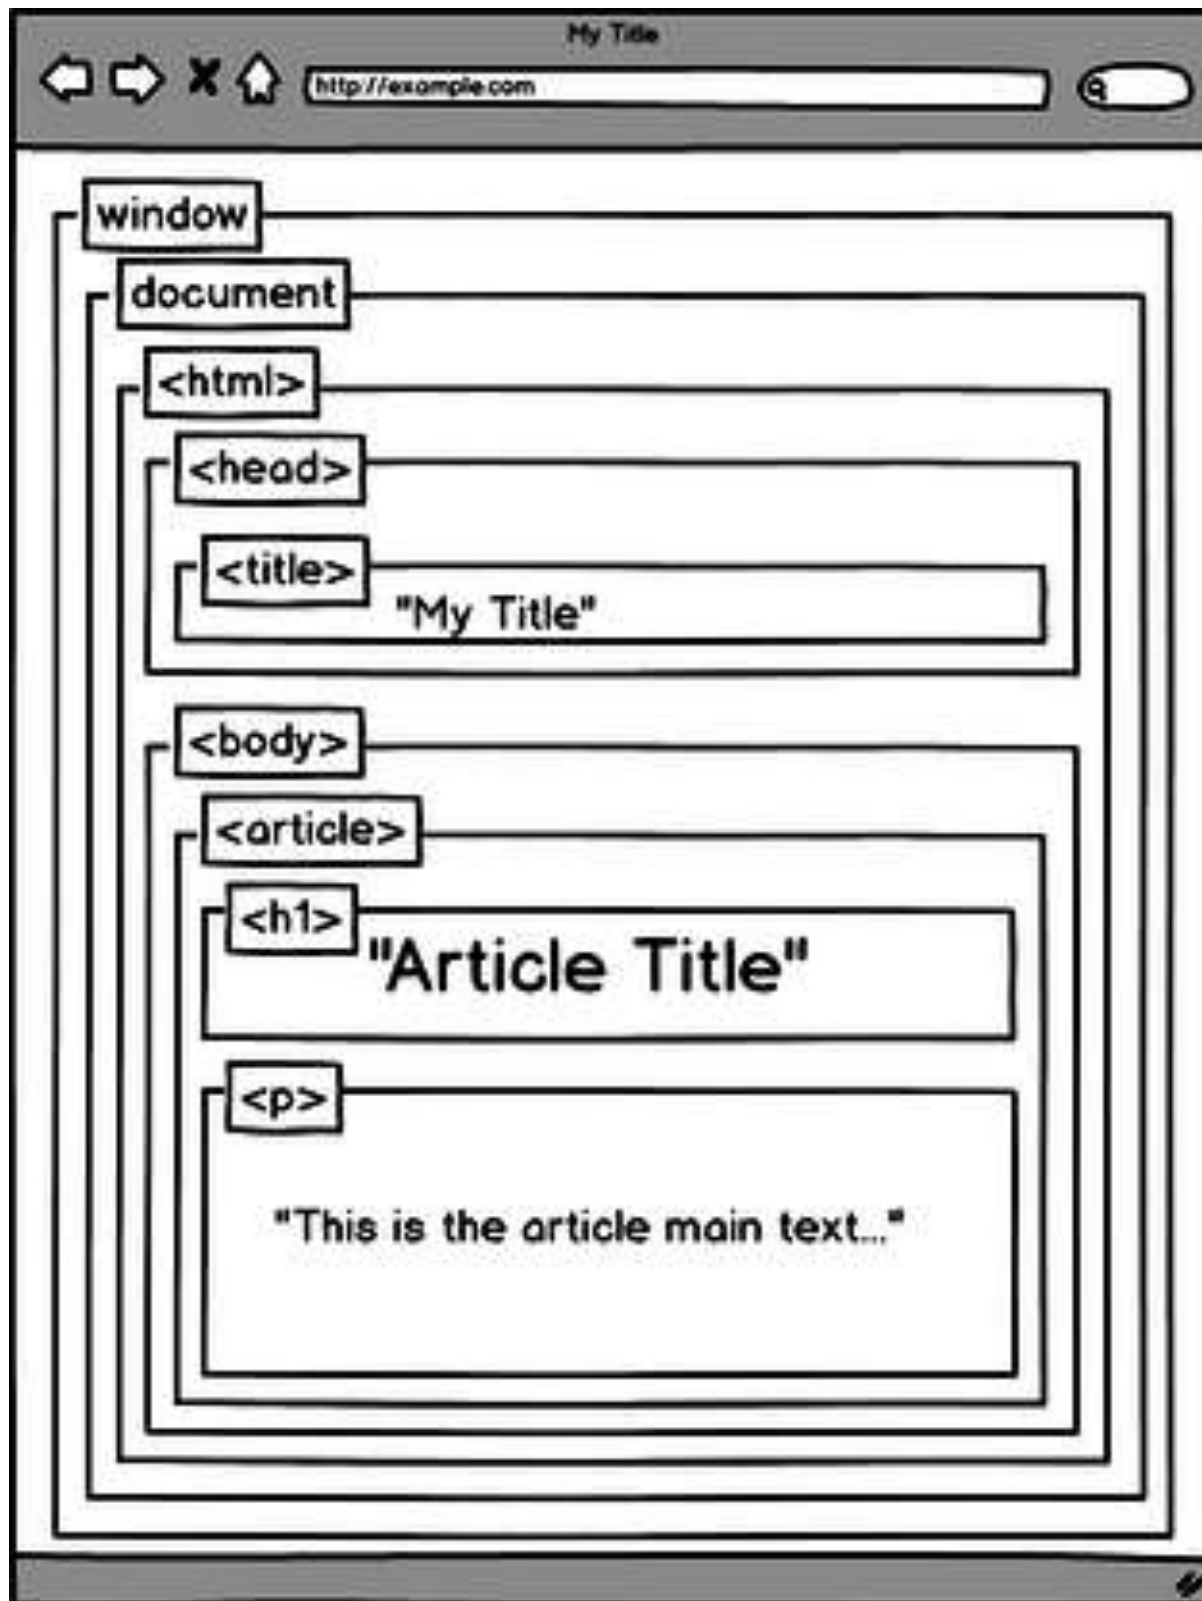 My Title
http://example.com
window
document
<html>
<head>
<title>
"My Title"
<body>
<article>
<h1>
"Article Title"
<p>
"This is the article main text..."